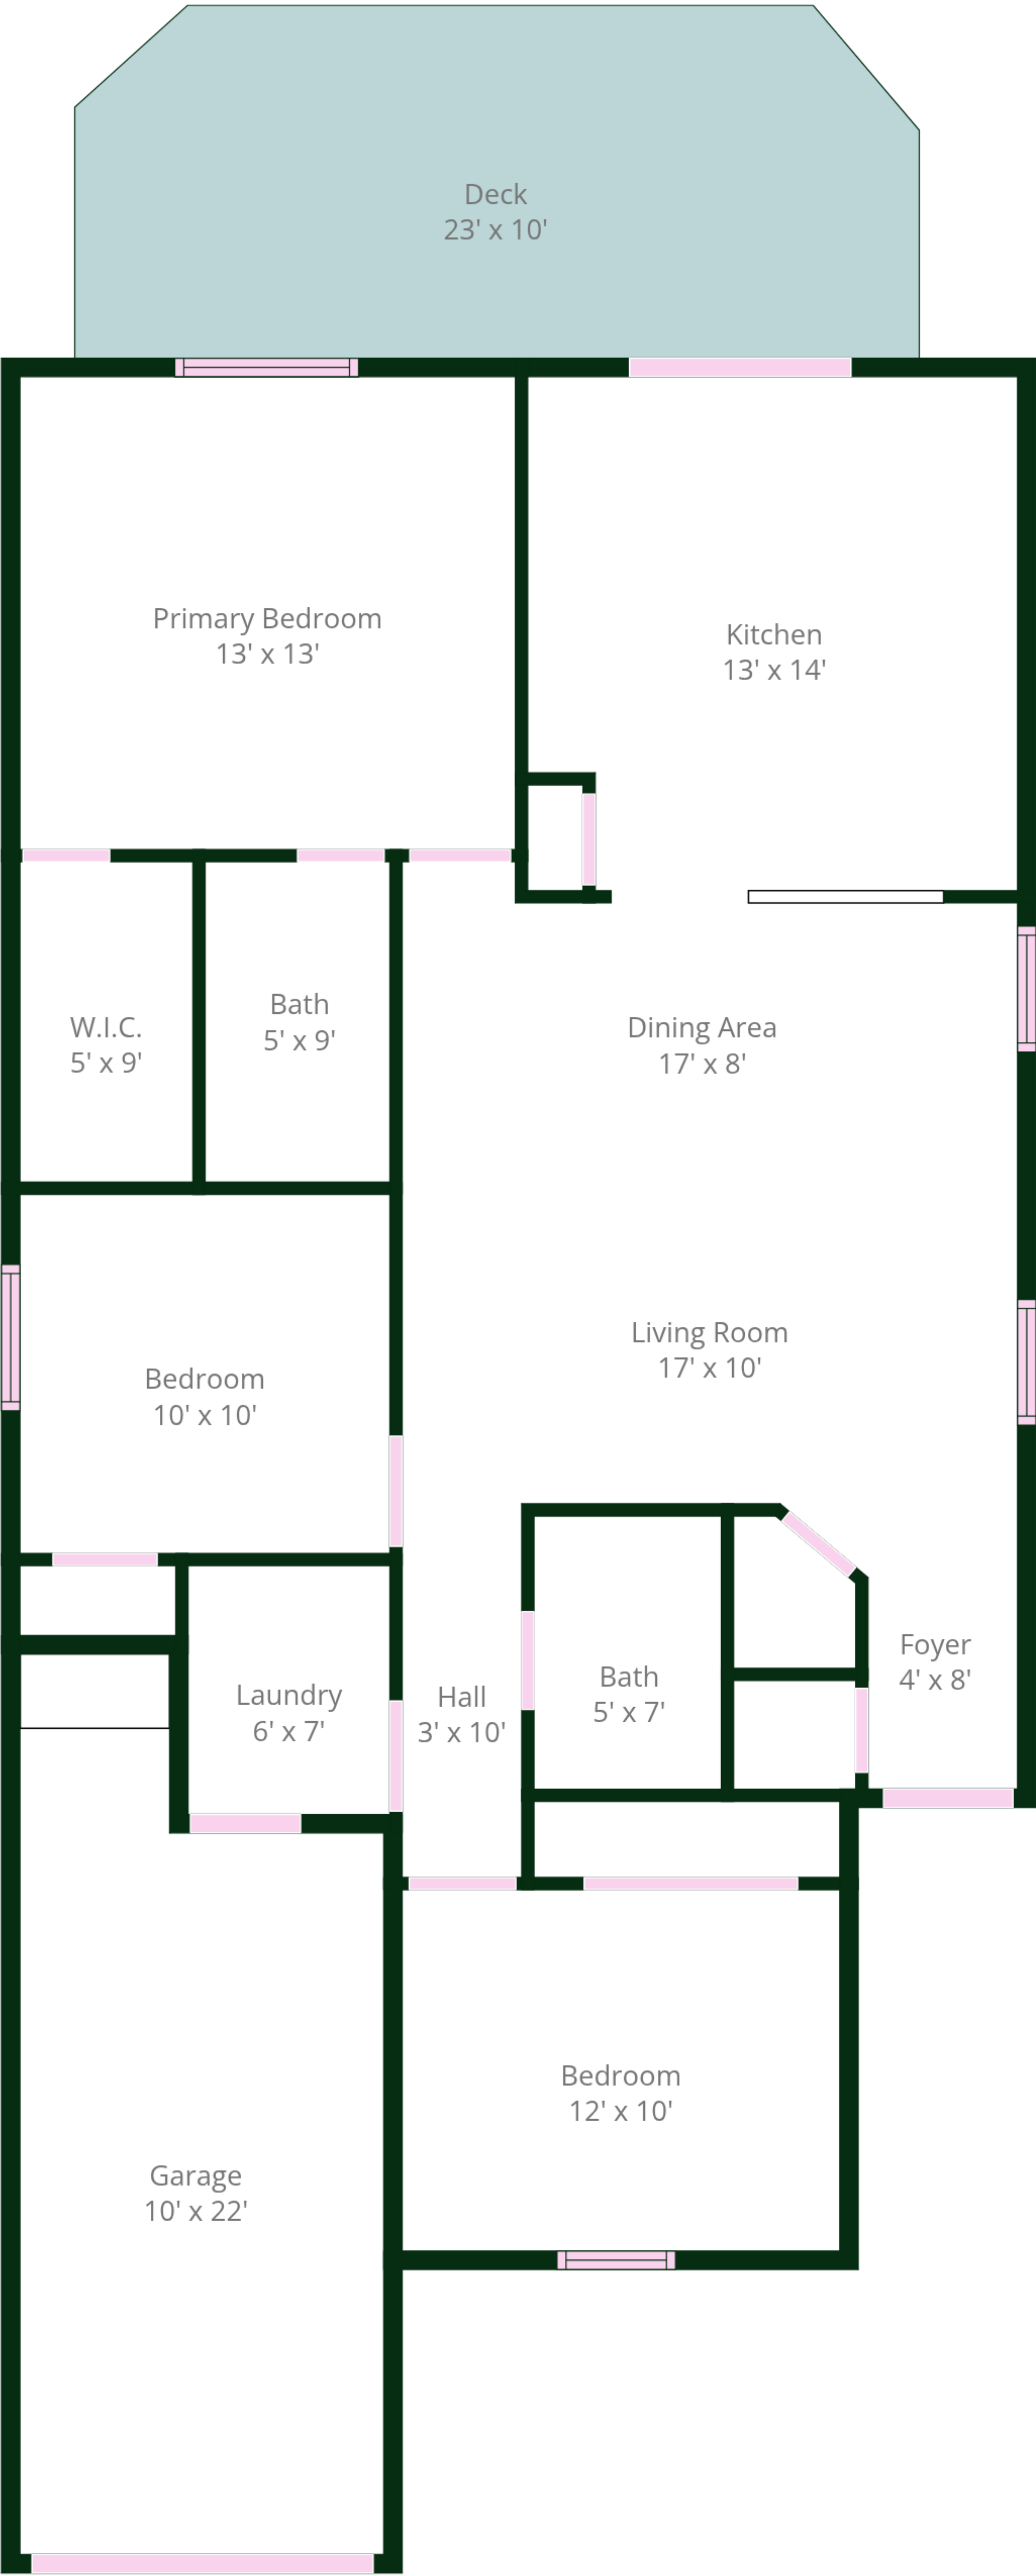 Deck
23' x 10'
Primary Bedroom
13' x 13'
Kitchen
13' x 14'
W.I.C.
5' x 9'
Bath
5' x 9'
Dining Area
17' x 8'
Living Room
17' x 10'
Bedroom
10' x 10'
Laundry
6' x 7'
Hall
3' x 10'
Bath
5' x 7'
Foyer
4' x 8'
Bedroom
12' x 10'
Garage
10' x 22'